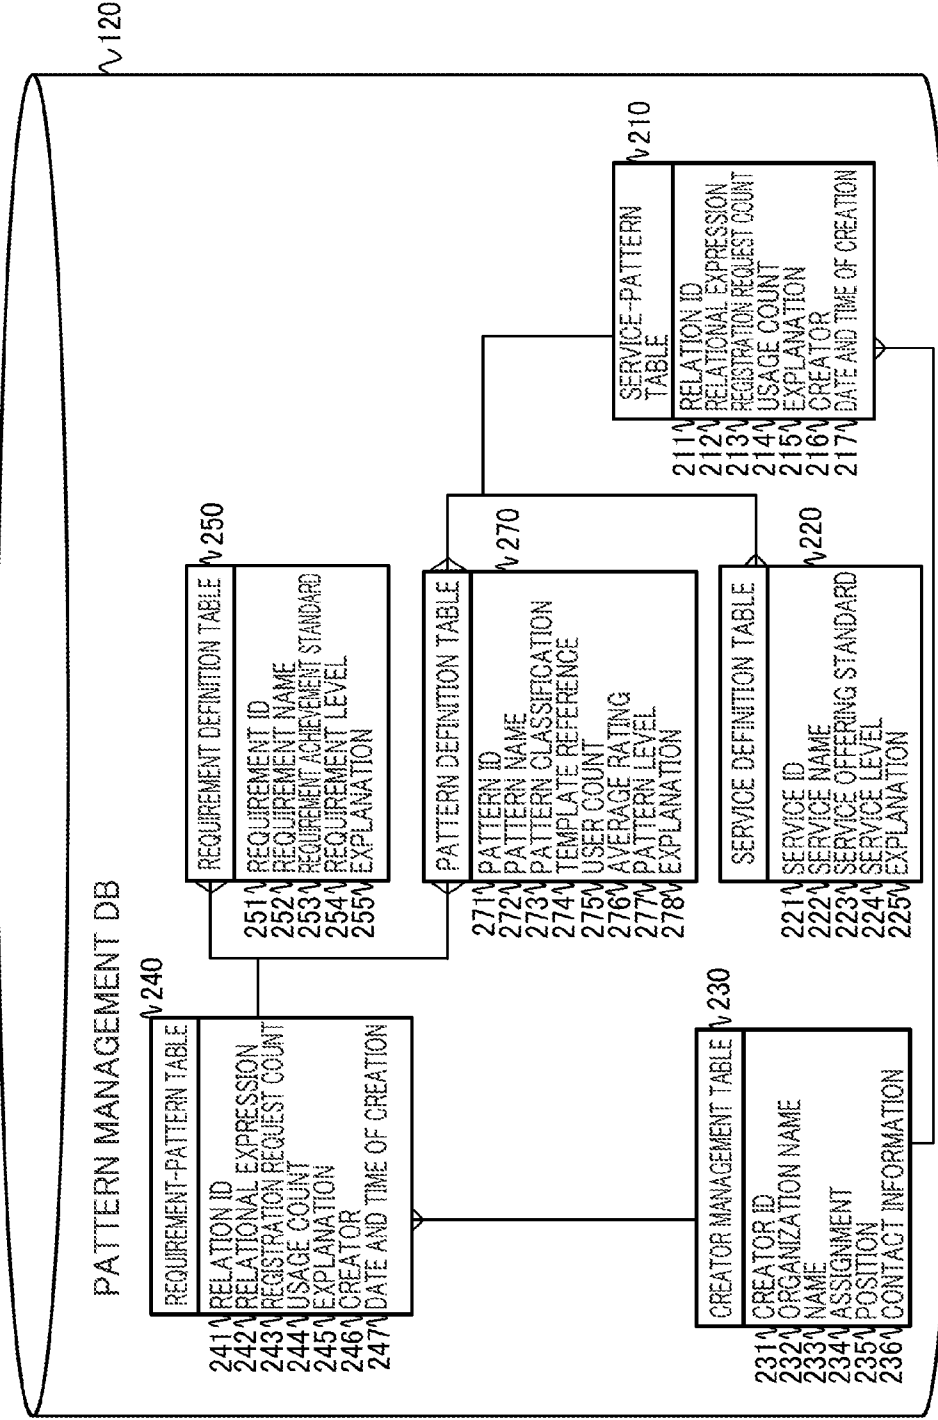 120
PATTERN MANAGEMENT DB
240
REQUIREMENT-PATTERN TABLE
241 RELATION ID
242 RELATIONAL EXPRESSION
243 REGISTRATION REQUEST COUNT
244 USAGE COUNT
245 EXPLANATION
246 CREATOR
247 DATE AND TIME OF CREATION
250
REQUIREMENT DEFINITION TABLE
251 REQUIREMENT ID
252 REQUIREMENT NAME
253 REQUIREMENT ACHIEVEMENT STANDARD
254 REQUIREMENT LEVEL
255 EXPLANATION
270
PATTERN DEFINITION TABLE
271 PATTERN ID
272 PATTERN NAME
273 PATTERN CLASSIFICATION
274 TEMPLATE REFERENCE
275 USER COUNT
276 AVERAGE RATING
277 PATTERN LEVEL
278 EXPLANATION
210
SERVICE-PATTERN
TABLE
211 RELATION ID
212 RELATIONAL EXPRESSION
213 REGISTRATION REQUEST COUNT
214 USAGE COUNT
215 EXPLANATION
216 CREATOR
217 DATE AND TIME OF CREATION
230
CREATOR MANAGEMENT TABLE
231 CREATOR ID
232 ORGANIZATION NAME
233 NAME
234 ASSIGNMENT
235 POSITION
236 CONTACT INFORMATION
220
SERVICE DEFINITION TABLE
221 SERVICE ID
222 SERVICE NAME
223 SERVICE OFFERING STANDARD
224 SERVICE LEVEL
225 EXPLANATION